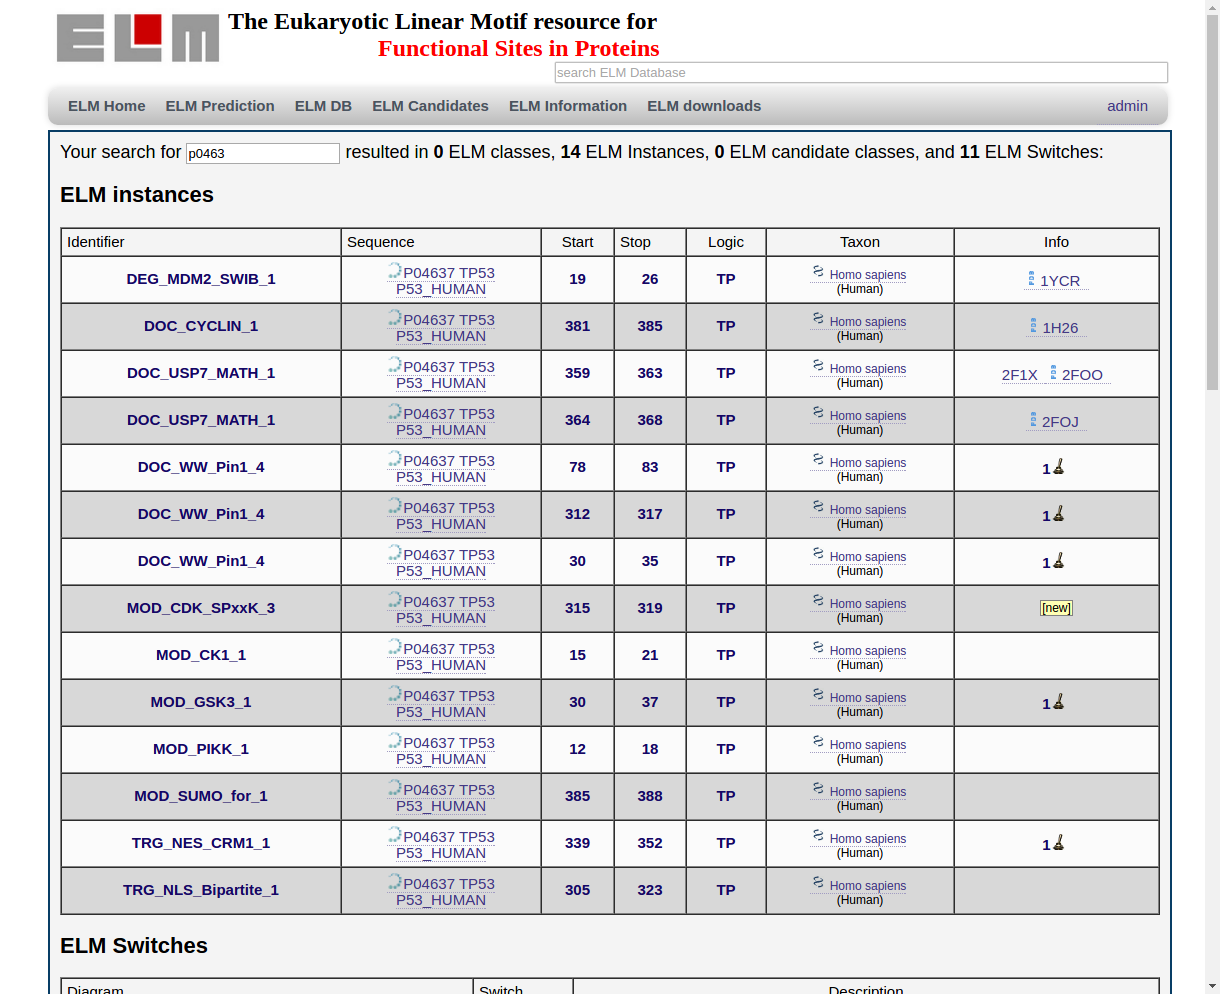 ELM The Eukaryotic Linear Motif resource for
Functional Sites in Proteins
search ELM Database
ELM Home ELM Prediction ELM DB ELM Candidates ELM Information ELM downloads admin
Your search for p0463 resulted in 0 ELM classes, 14 ELM Instances, 0 ELM candidate classes, and 11 ELM Switches:
ELM instances
Identifier Sequence Start Stop Logic Taxon Info
DEG_MDM2_SWIB_1 P04637 TP53 19 26 TP Homo sapiens 1YCR
P53_HUMAN (Human)
DOC_CYCLIN_1 P04637 TP53 381 385 TP Homo sapiens 1H26
P53_HUMAN (Human)
DOC_USP7_MATH_1 P04637 TP53 359 363 TP Homo sapiens 2F1X 2FOO
P53_HUMAN (Human)
DOC_USP7_MATH_1 P04637 TP53 364 368 TP Homo sapiens 2FOJ
P53_HUMAN (Human)
DOC_WW_Pin1_4 P04637 TP53 78 83 TP Homo sapiens 1
P53_HUMAN (Human)
DOC_WW_Pin1_4 P04637 TP53 312 317 TP Homo sapiens 1
P53_HUMAN (Human)
DOC_WW_Pin1_4 P04637 TP53 30 35 TP Homo sapiens 1
P53_HUMAN (Human)
MOD_CDK_SPxxK_3 P04637 TP53 315 319 TP Homo sapiens [new]
P53_HUMAN (Human)
MOD_CK1_1 P04637 TP53 15 21 TP Homo sapiens
P53_HUMAN (Human)
MOD_GSK3_1 P04637 TP53 30 37 TP Homo sapiens 1
P53_HUMAN (Human)
MOD_PIKK_1 P04637 TP53 12 18 TP Homo sapiens
P53_HUMAN (Human)
MOD_SUMO_for_1 P04637 TP53 385 388 TP Homo sapiens
P53_HUMAN (Human)
TRG_NES_CRM1_1 P04637 TP53 339 352 TP Homo sapiens 1
P53_HUMAN (Human)
TRG_NLS_Bipartite_1 P04637 TP53 305 323 TP Homo sapiens
P53_HUMAN (Human)
ELM Switches
Diagram Switch Description